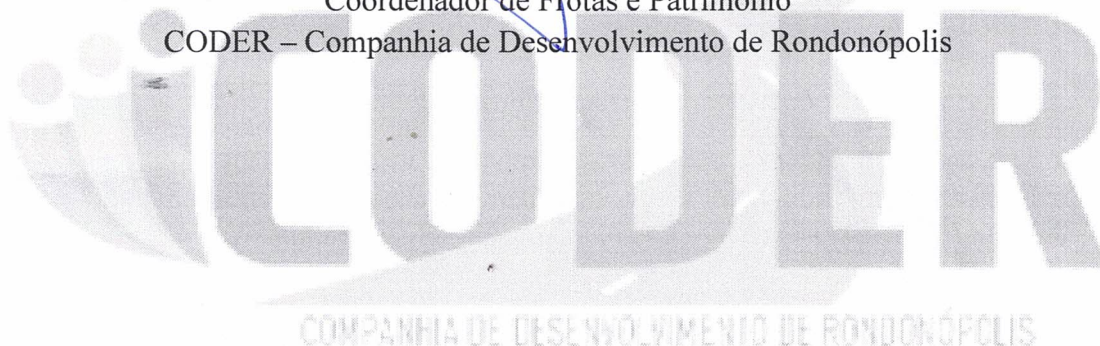 Coordenador de Frotas e Patrimônio
CODER – Companhia de Desenvolvimento de Rondonópolis
CODER
COMPANHIA DE DESENVOLVIMENTO DE RONDONÓPOLIS